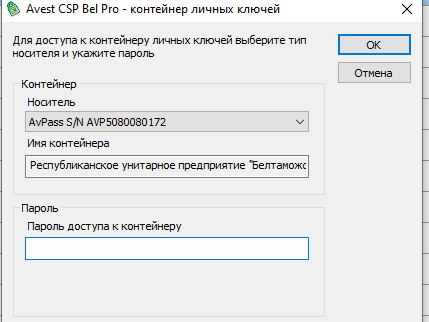 Avest CSP Bel Pro - контейнер личных ключей
Для доступа к контейнеру личных ключей выберите тип
носителя и укажите пароль
OK
Отмена
Контейнер
Носитель
AvPass S/N AVP5080080172
Имя контейнера
Республиканское унитарное предприятие "Белтаможс
Пароль
Пароль доступа к контейнеру